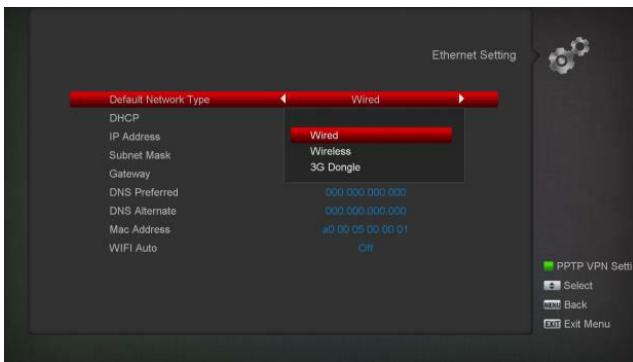 Ethernet Setting
Default Network Type Wired
DHCP
IP Address Wired
Subnet Mask Wireless
Gateway 3G Dongle
DNS Preferred 000.000.000.000
DNS Alternate 000.000.000.000
Mac Address a0 00 05 00 00 01
WIFI Auto Off
PPTP VPN Setti
Select
MENU Back
EXIT Exit Menu